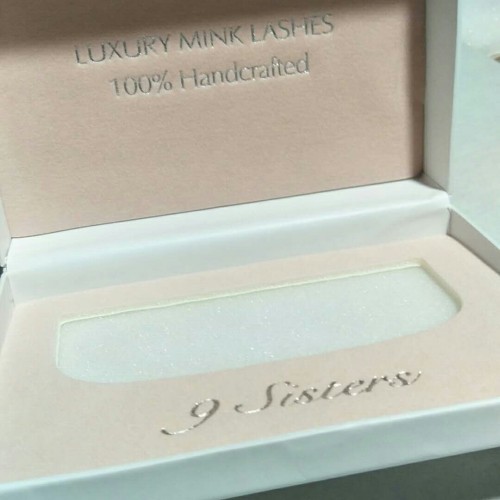 LUXURY MINK LASHES
100% Handcrafted
9 Sisters